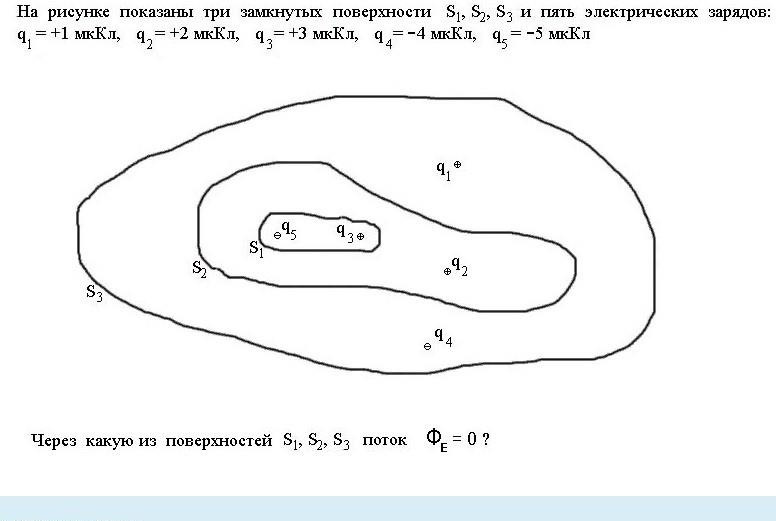 На рисунке показаны три замкнутых поверхности S₁, S₂, S₃ и пять электрических зарядов:
q₁ = +1 мкКл, q₂ = +2 мкКл, q₃ = +3 мкКл, q₄ = −4 мкКл, q₅ = −5 мкКл
q₁ ⊕
⊖ q₅ q₃ ⊕
S₁
S₂ ⊕ q₂
S₃
⊖ q₄
Через какую из поверхностей S₁, S₂, S₃ поток Ф_E = 0 ?